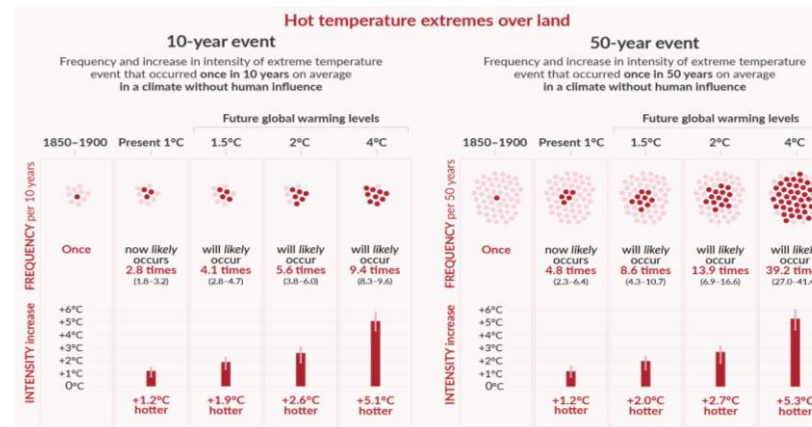 Hot temperature extremes over land
10-year event
Frequency and increase in intensity of extreme temperature
event that occurred once in 10 years on average
in a climate without human influence
Future global warming levels
1850–1900 Present 1°C 1.5°C 2°C 4°C
FREQUENCY per 10 years
Once
now likely occurs 2.8 times (1.8–3.2)
will likely occur 4.1 times (2.8–4.7)
will likely occur 5.6 times (3.8–6.0)
will likely occur 9.4 times (8.3–9.6)
INTENSITY increase
+6°C
+5°C
+4°C
+3°C
+2°C
+1°C
0°C
+1.2°C hotter
+1.9°C hotter
+2.6°C hotter
+5.1°C hotter
50-year event
Frequency and increase in intensity of extreme temperature
event that occurred once in 50 years on average
in a climate without human influence
Future global warming levels
1850–1900 Present 1°C 1.5°C 2°C 4°C
FREQUENCY per 50 years
Once
now likely occurs 4.8 times (2.3–6.4)
will likely occur 8.6 times (4.3–10.7)
will likely occur 13.9 times (6.9–16.6)
will likely occur 39.2 tim (27.0–41.4
INTENSITY increase
+6°C
+5°C
+4°C
+3°C
+2°C
+1°C
0°C
+1.2°C hotter
+2.0°C hotter
+2.7°C hotter
+5.3°C hotter